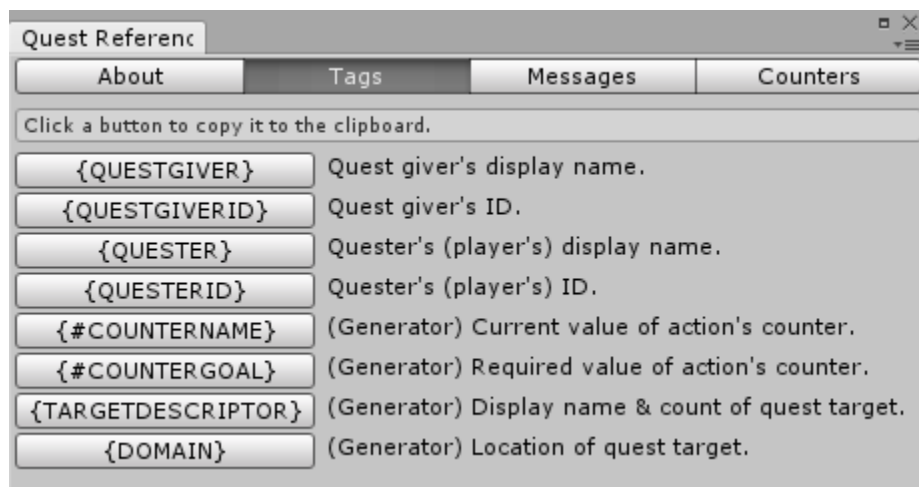 Quest Referenc
About Tags Messages Counters
Click a button to copy it to the clipboard.
{QUESTGIVER} Quest giver's display name.
{QUESTGIVERID} Quest giver's ID.
{QUESTER} Quester's (player's) display name.
{QUESTERID} Quester's (player's) ID.
{#COUNTERNAME} (Generator) Current value of action's counter.
{#COUNTERGOAL} (Generator) Required value of action's counter.
{TARGETDESCRIPTOR} (Generator) Display name & count of quest target.
{DOMAIN} (Generator) Location of quest target.